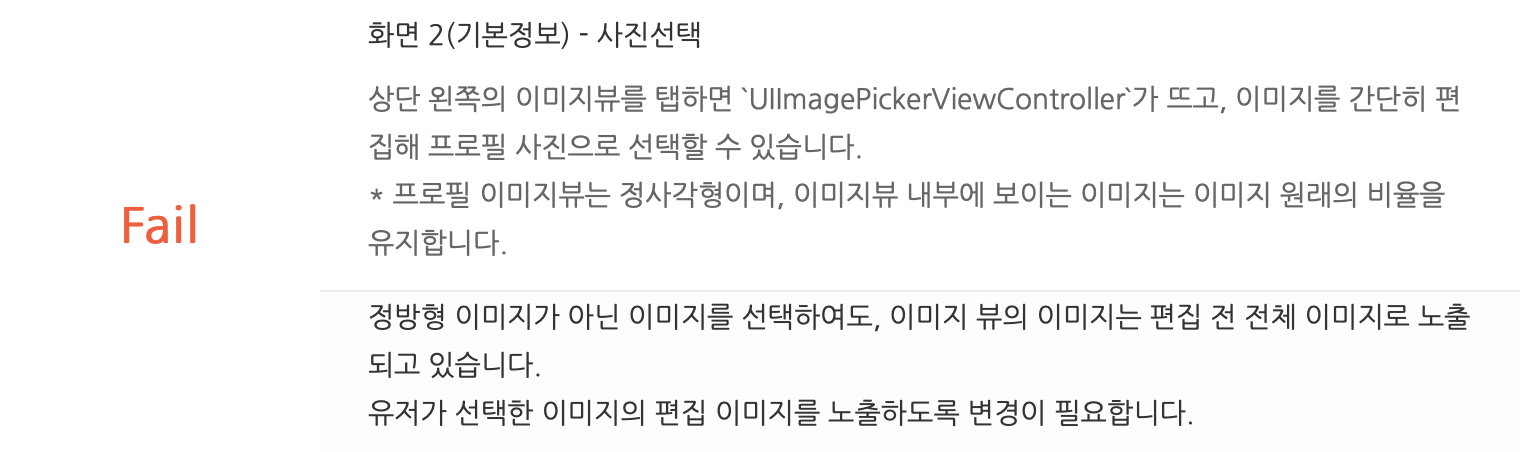 화면 2(기본정보) - 사진선택
상단 왼쪽의 이미지뷰를 탭하면 `UIImagePickerViewController`가 뜨고, 이미지를 간단히 편
집해 프로필 사진으로 선택할 수 있습니다.
* 프로필 이미지뷰는 정사각형이며, 이미지뷰 내부에 보이는 이미지는 이미지 원래의 비율을
유지합니다.
Fail
정방형 이미지가 아닌 이미지를 선택하여도, 이미지 뷰의 이미지는 편집 전 전체 이미지로 노출
되고 있습니다.
유저가 선택한 이미지의 편집 이미지를 노출하도록 변경이 필요합니다.